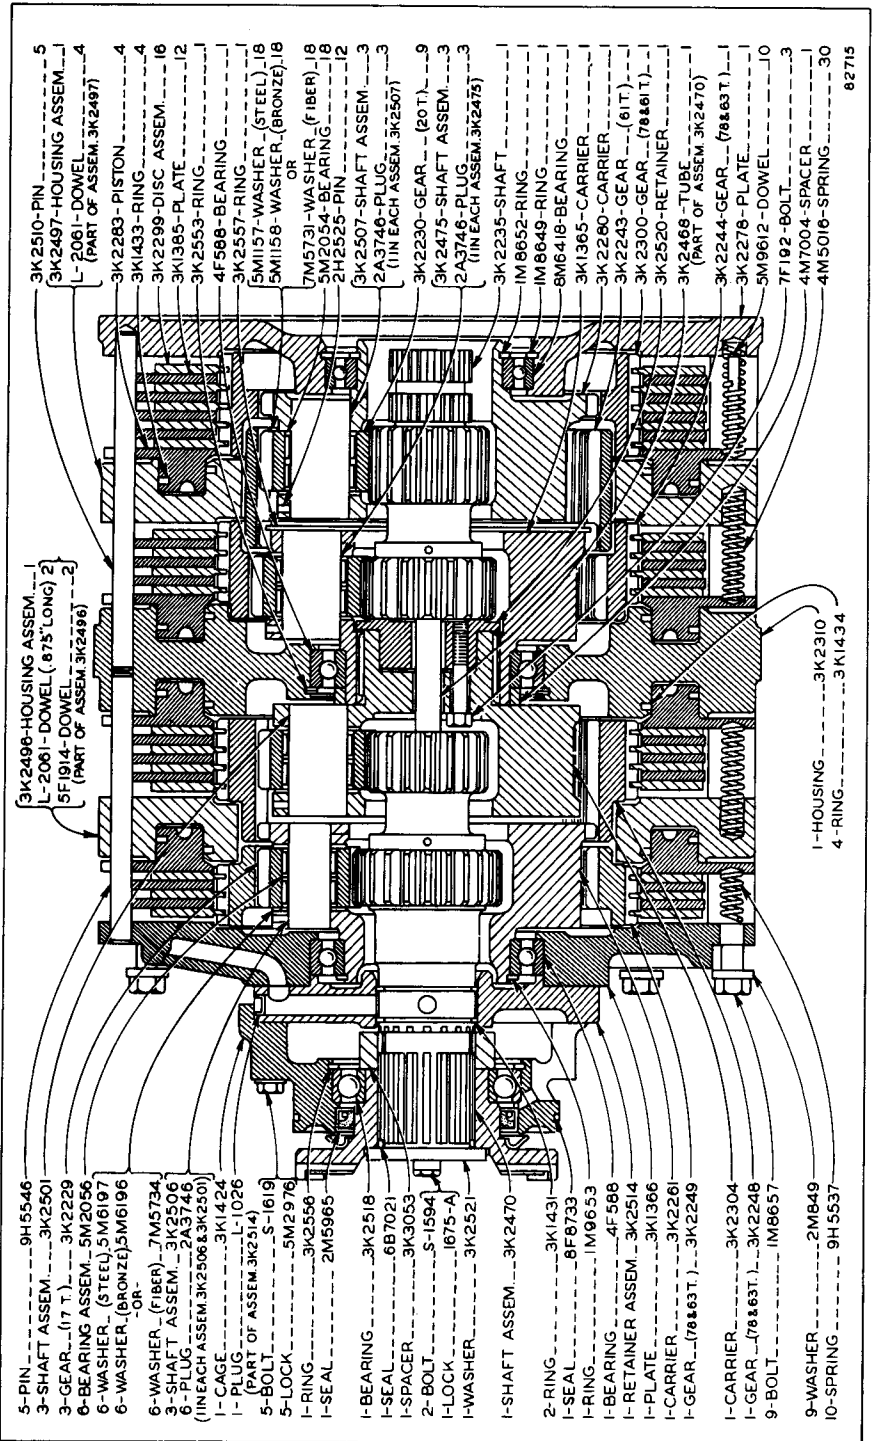 3K2510-PIN 5
3K2497-HOUSING ASSEM. 1
L-2061-DOWEL 4
(PART OF ASSEM. 3K2497)
3K2283-PISTON 4
3K1433-RING 4
3K2299-DISC ASSEM. 16
3K1385-PLATE 12
3K2553-RING 1
4F588-BEARING 1
3K2557-RING 1
5M1157-WASHER (STEEL) 18
5M1158-WASHER (BRONZE) 18
OR
7M5731-WASHER (FIBER) 18
5M2054-BEARING 18
2H2525-PIN 12
3K2507-SHAFT ASSEM. 3
2A3746-PLUG 3
(1 IN EACH ASSEM. 3K2507)
3K2230-GEAR (20 T.) 9
3K2475-SHAFT ASSEM. 3
2A3746-PLUG 3
(1 IN EACH ASSEM. 3K2475)
3K2235-SHAFT 1
1M8652-RING 1
1M8649-RING 1
8M6418-BEARING 1
3K1365-CARRIER 1
3K2280-CARRIER 1
3K2243-GEAR (61 T.) 1
3K2300-GEAR (78 & 61 T.) 1
3K2520-RETAINER 1
3K2468-TUBE 1
(PART OF ASSEM. 3K2470)
3K2244-GEAR (78 & 63 T.) 1
3K2278-PLATE 1
5M9612-DOWEL 10
7F192-BOLT 3
4M7004-SPACER 1
4M5016-SPRING 30
82715
3K2496-HOUSING ASSEM. 1
L-2061-DOWEL (.875" LONG) 2
5F1914-DOWEL 2
(PART OF ASSEM. 3K2496)
1-HOUSING 3K2310
4-RING 3K1434
5-PIN 9H5546
3-SHAFT ASSEM. 3K2501
3-GEAR (17 T.) 3K2229
6-BEARING ASSEM. 5M2056
6-WASHER (STEEL) 5M6197
6-WASHER (BRONZE) 5M6196
-OR-
6-WASHER (FIBER) 7M5734
3-SHAFT ASSEM. 3K2506
6-PLUG 2A3746
(1 IN EACH ASSEM. 3K2506 & 3K2501)
1-CAGE 3K1424
1-PLUG L-1026
(PART OF ASSEM. 3K2514)
5-BOLT S-1619
5-LOCK 5M2976
1-RING 3K2556
1-SEAL 2M5965
1-BEARING 3K2518
1-SEAL 6B7021
1-SPACER 3K3053
2-BOLT S-1594
1-LOCK 1675-A
1-WASHER 3K2521
1-SHAFT ASSEM. 3K2470
2-RING 3K1431
1-SEAL 8F8733
1-RING 1M9653
1-BEARING 4F588
1-RETAINER ASSEM. 3K2514
1-PLATE 3K1366
1-CARRIER 3K2261
1-GEAR (78 & 63 T.) 3K2249
1-CARRIER 3K2304
1-GEAR (78 & 63 T.) 3K2248
9-BOLT 1M8657
9-WASHER 2M849
10-SPRING 9H5537